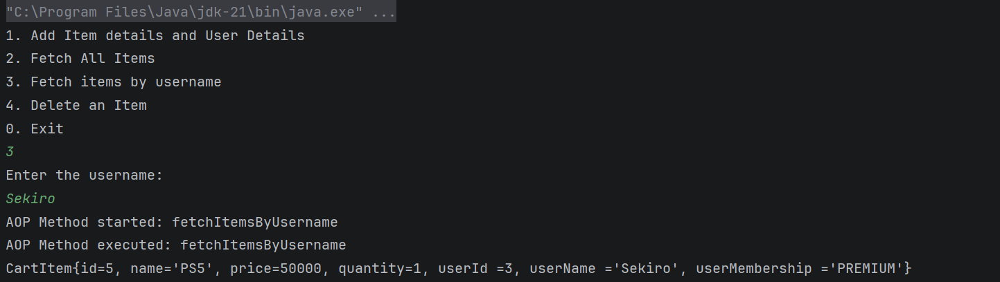 "C:\Program Files\Java\jdk-21\bin\java.exe" ...
1. Add Item details and User Details
2. Fetch All Items
3. Fetch items by username
4. Delete an Item
0. Exit
3
Enter the username:
Sekiro
AOP Method started: fetchItemsByUsername
AOP Method executed: fetchItemsByUsername
CartItem{id=5, name='PS5', price=50000, quantity=1, userId =3, userName ='Sekiro', userMembership ='PREMIUM'}